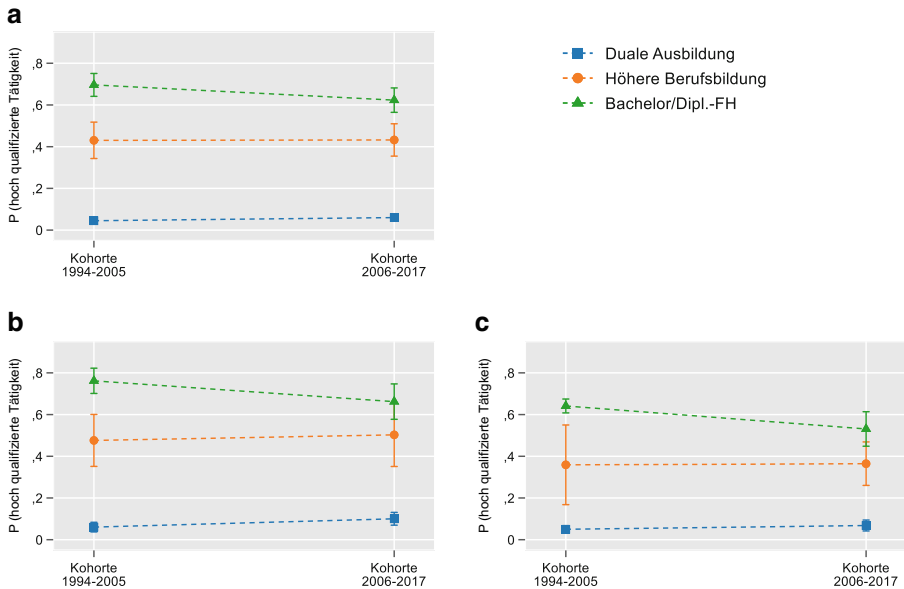 a
P (hoch qualifizierte Tätigkeit)
,8
,6
,4
,2
0
Kohorte
1994-2005
Kohorte
2006-2017
Duale Ausbildung
Höhere Berufsbildung
Bachelor/Dipl.-FH
b
P (hoch qualifizierte Tätigkeit)
,8
,6
,4
,2
0
Kohorte
1994-2005
Kohorte
2006-2017
c
P (hoch qualifizierte Tätigkeit)
,8
,6
,4
,2
0
Kohorte
1994-2005
Kohorte
2006-2017